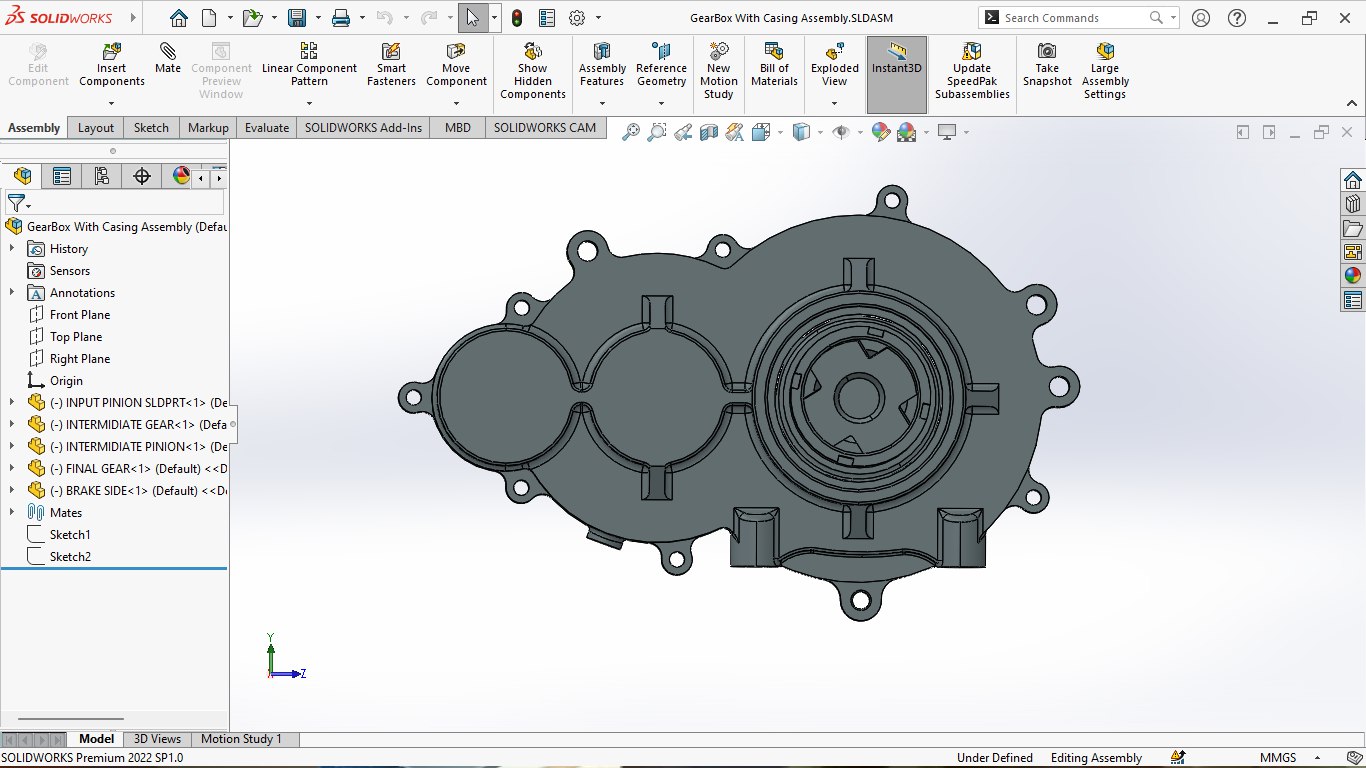 SOLIDWORKS
GearBox With Casing Assembly.SLDASM
Search Commands
Edit
Component
Insert
Components
Mate
Component
Preview
Window
Linear Component
Pattern
Smart
Fasteners
Move
Component
Show
Hidden
Components
Assembly
Features
Reference
Geometry
New
Motion
Study
Bill of
Materials
Exploded
View
Instant3D
Update
SpeedPak
Subassemblies
Take
Snapshot
Large
Assembly
Settings
Assembly
Layout
Sketch
Markup
Evaluate
SOLIDWORKS Add-Ins
MBD
SOLIDWORKS CAM
GearBox With Casing Assembly (Defau
History
Sensors
Annotations
Front Plane
Top Plane
Right Plane
Origin
(-) INPUT PINION SLDPRT<1> (De
(-) INTERMIDIATE GEAR<1> (Defa
(-) INTERMIDIATE PINION<1> (De
(-) FINAL GEAR<1> (Default) <<D
(-) BRAKE SIDE<1> (Default) <<D
Mates
Sketch1
Sketch2
Y
Z
Model
3D Views
Motion Study 1
SOLIDWORKS Premium 2022 SP1.0
Under Defined
Editing Assembly
MMGS